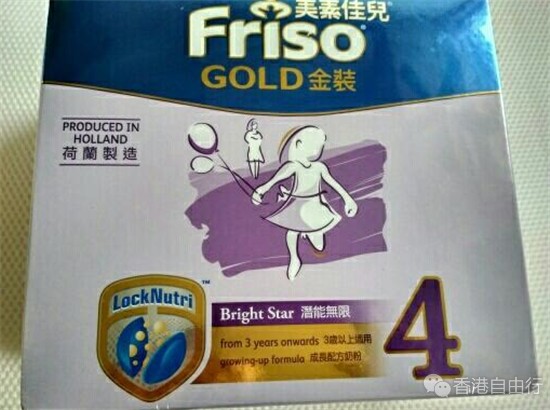 美素佳兒
Friso
GOLD 金裝
PRODUCED IN
HOLLAND
荷蘭製造
LockNutri™
Bright Star 潛能無限
from 3 years onwards 3歲以上適用
growing-up formula 成長配方奶粉
4
香港自由行